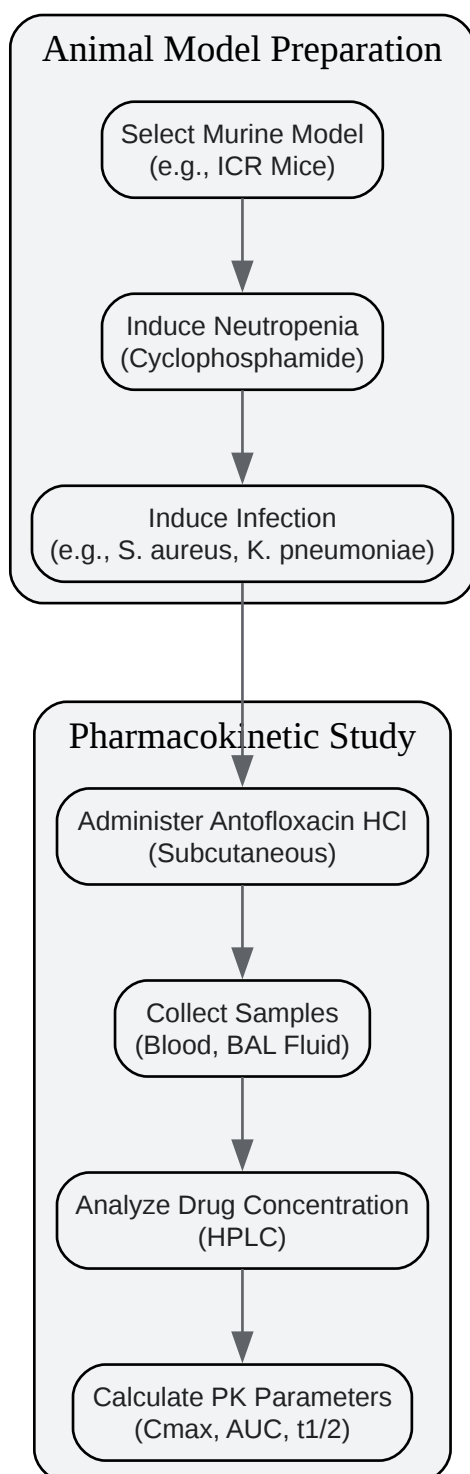 Animal Model Preparation
Select Murine Model
(e.g., ICR Mice)
Induce Neutropenia
(Cyclophosphamide)
Induce Infection
(e.g., S. aureus, K. pneumoniae)
Pharmacokinetic Study
Administer Antofloxacin HCl
(Subcutaneous)
Collect Samples
(Blood, BAL Fluid)
Analyze Drug Concentration
(HPLC)
Calculate PK Parameters
(Cmax, AUC, t1/2)